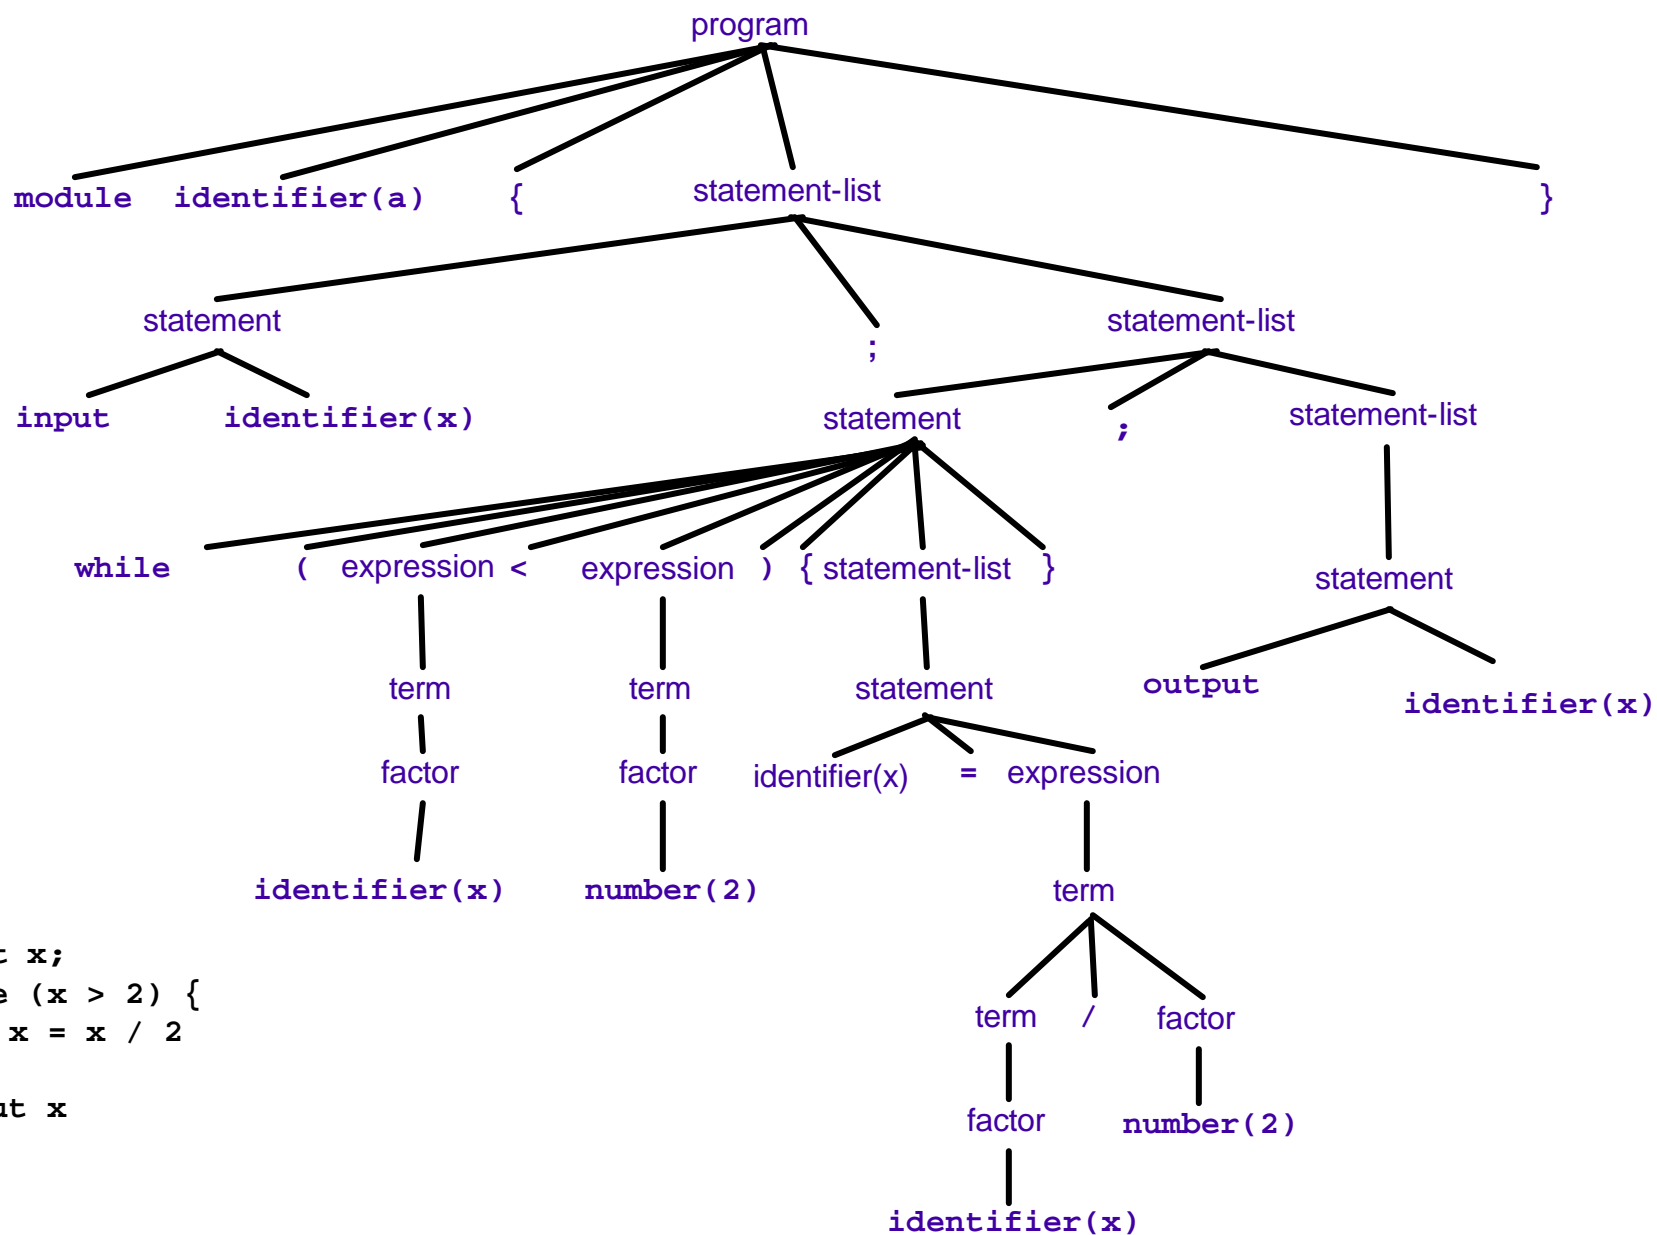 program
module identifier(a) { statement-list }
statement ; statement-list
input identifier(x) statement ; statement-list
while ( expression < expression ) { statement-list } statement
term term statement output identifier(x)
factor factor identifier(x) = expression
identifier(x) number(2) term
x;
(x > 2) {
x = x / 2
term / factor
x
factor number(2)
identifier(x)